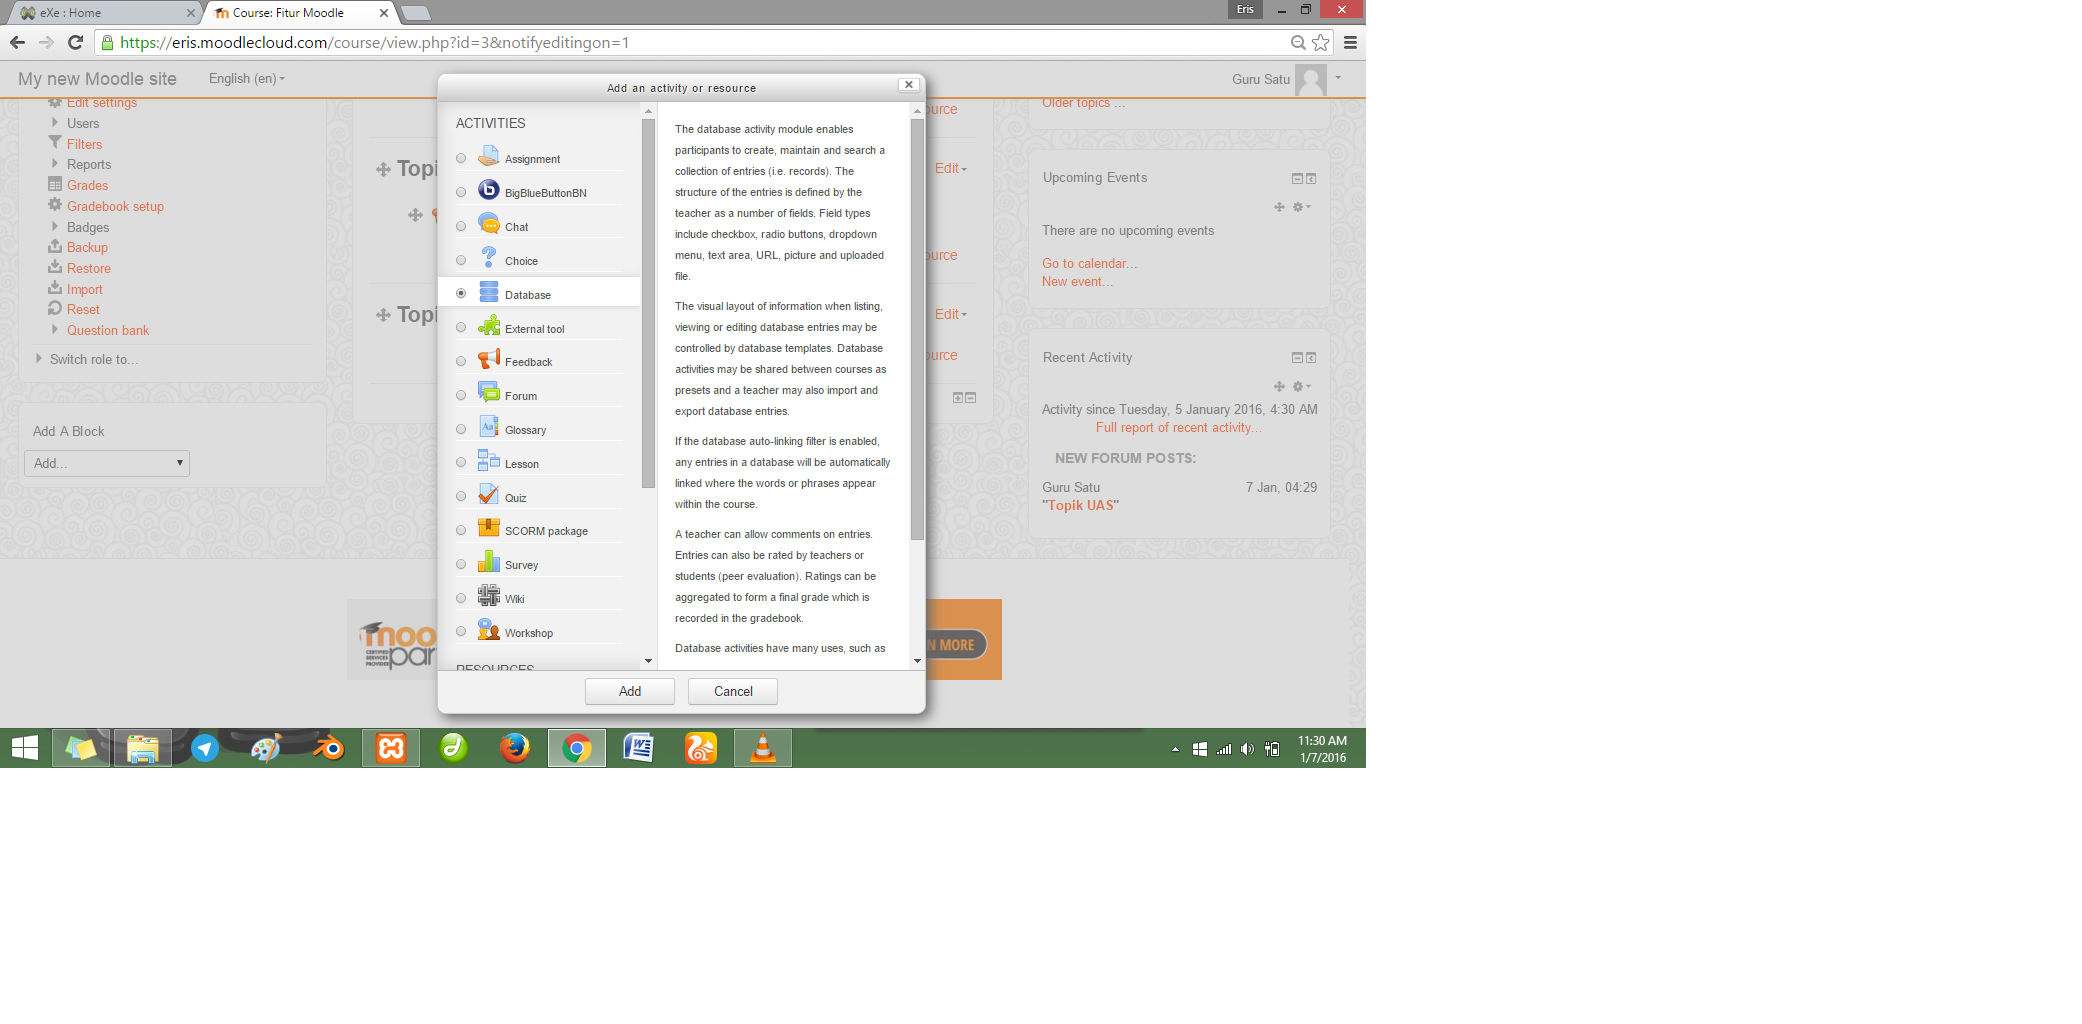 eXe : Home
Course: Fitur Moodle
Eris
https://eris.moodlecloud.com/course/view.php?id=3&notifyeditingon=1
My new Moodle site
English (en)
Guru Satu
Edit settings
Users
Filters
Reports
Grades
Gradebook setup
Badges
Backup
Restore
Import
Reset
Question bank
Switch role to...
Add A Block
Add...
Topi
Topi
Add an activity or resource
ACTIVITIES
Assignment
BigBlueButtonBN
Chat
Choice
Database
External tool
Feedback
Forum
Glossary
Lesson
Quiz
SCORM package
Survey
Wiki
Workshop
RESOURCES
The database activity module enables
participants to create, maintain and search a
collection of entries (i.e. records). The
structure of the entries is defined by the
teacher as a number of fields. Field types
include checkbox, radio buttons, dropdown
menu, text area, URL, picture and uploaded
file.
The visual layout of information when listing,
viewing or editing database entries may be
controlled by database templates. Database
activities may be shared between courses as
presets and a teacher may also import and
export database entries.
If the database auto-linking filter is enabled,
any entries in a database will be automatically
linked where the words or phrases appear
within the course.
A teacher can allow comments on entries.
Entries can also be rated by teachers or
students (peer evaluation). Ratings can be
aggregated to form a final grade which is
recorded in the gradebook.
Database activities have many uses, such as
Add
Cancel
ource
Edit
ource
Edit
ource
Older topics ...
Upcoming Events
There are no upcoming events
Go to calendar...
New event...
Recent Activity
Activity since Tuesday, 5 January 2016, 4:30 AM
Full report of recent activity...
NEW FORUM POSTS:
Guru Satu 7 Jan, 04:29
"Topik UAS"
moo
CERTIFIED
SERVICES
PROVIDER
par
N MORE
11:30 AM
1/7/2016